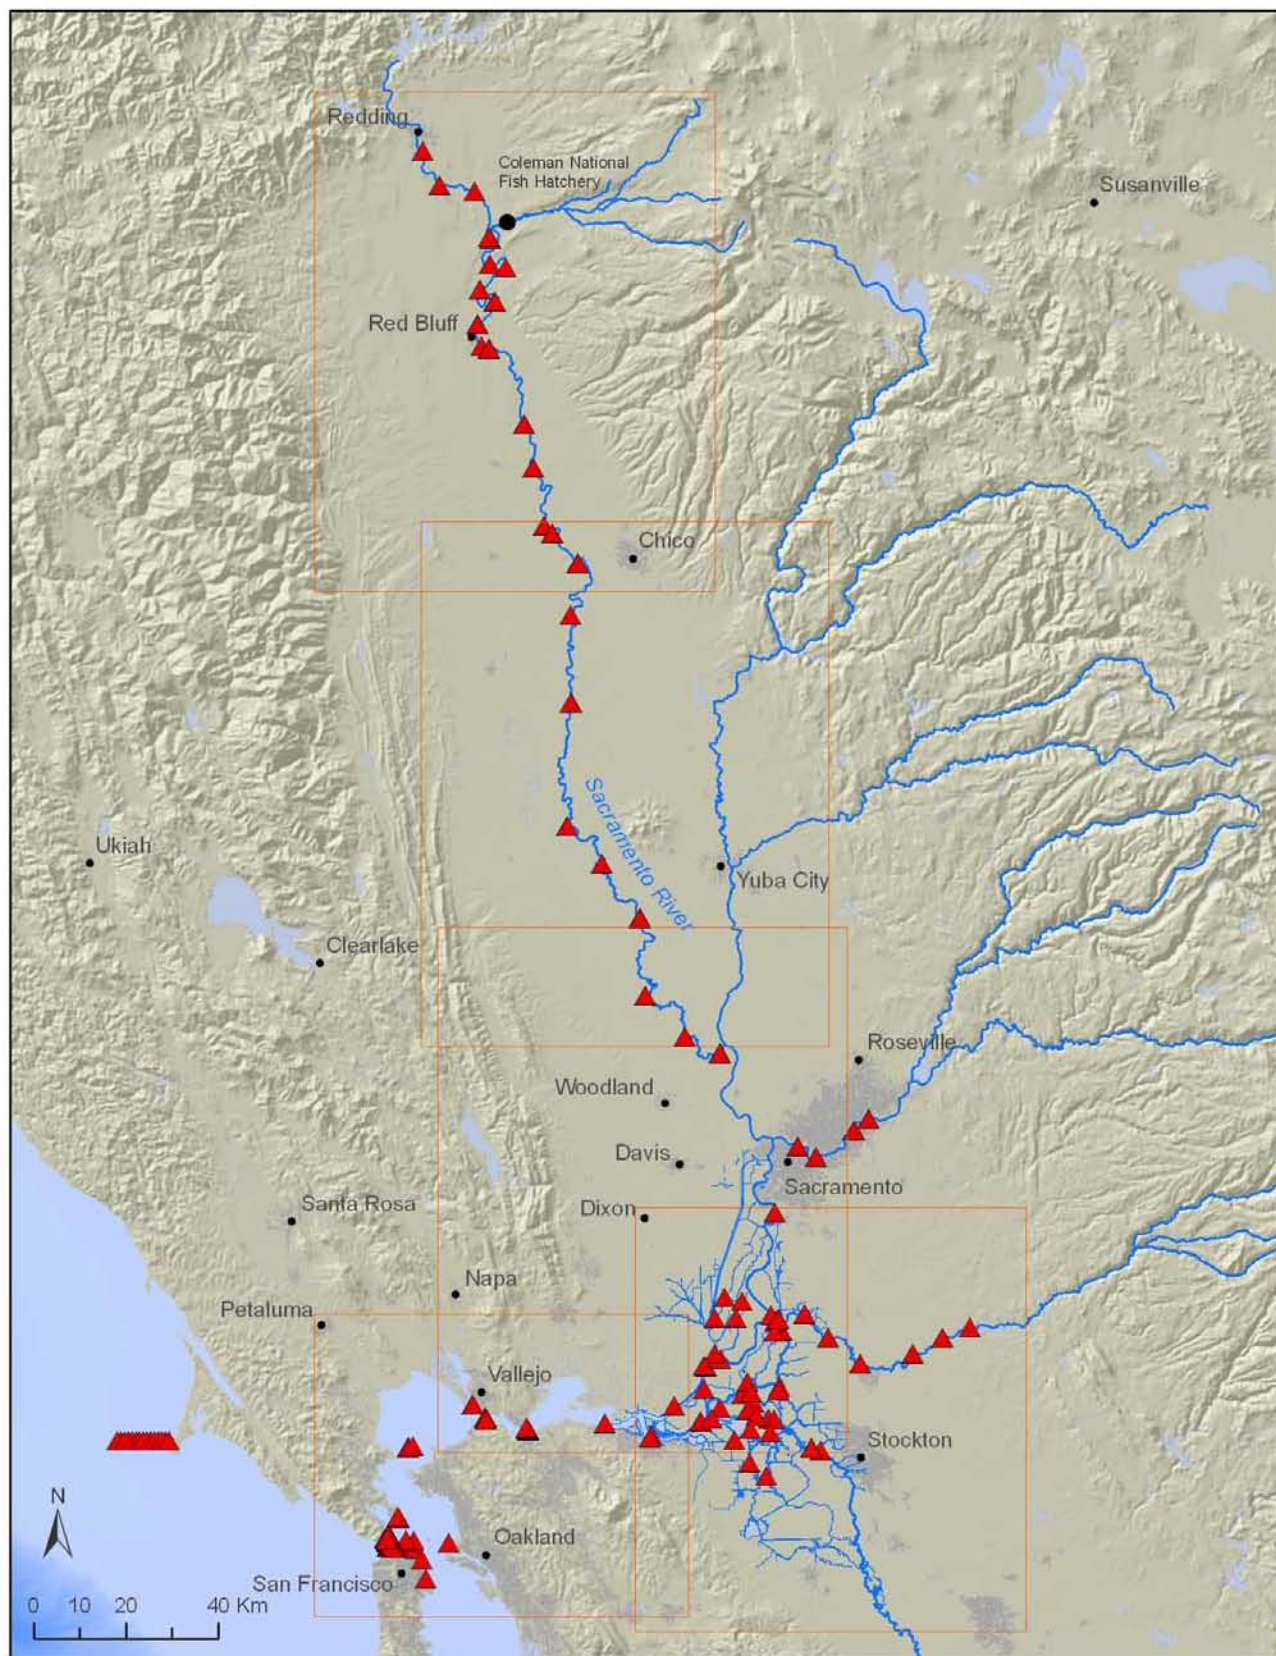 Redding
Coleman National
Fish Hatchery
Susanville
Red Bluff
Chico
Sacramento River
Ukiah
Yuba City
Clearlake
Roseville
Woodland
Davis
Sacramento
Santa Rosa
Dixon
Napa
Petaluma
Vallejo
Stockton
N
Oakland
San Francisco
0 10 20 40 Km